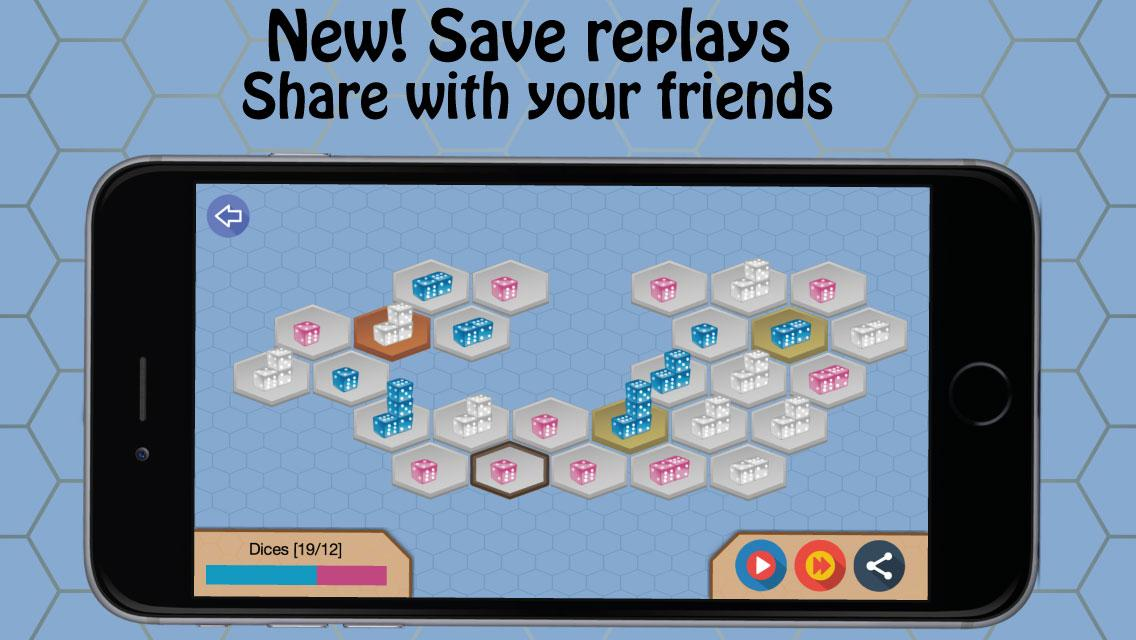 New! Save replays
Share with your friends
Dices [19/12]